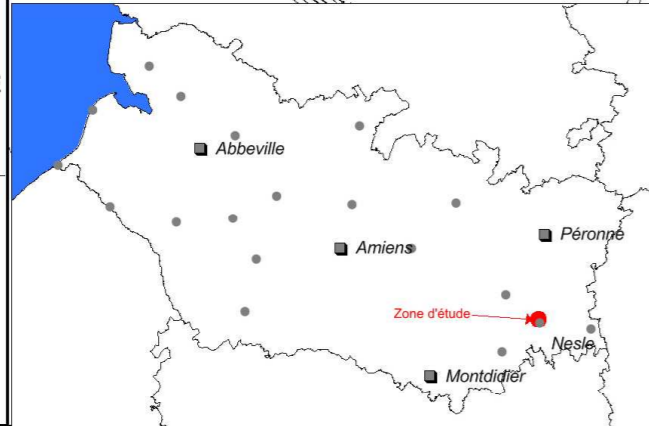 Abbeville
Péronne
Amiens
Zone d'étude
Nesle
Montdidier